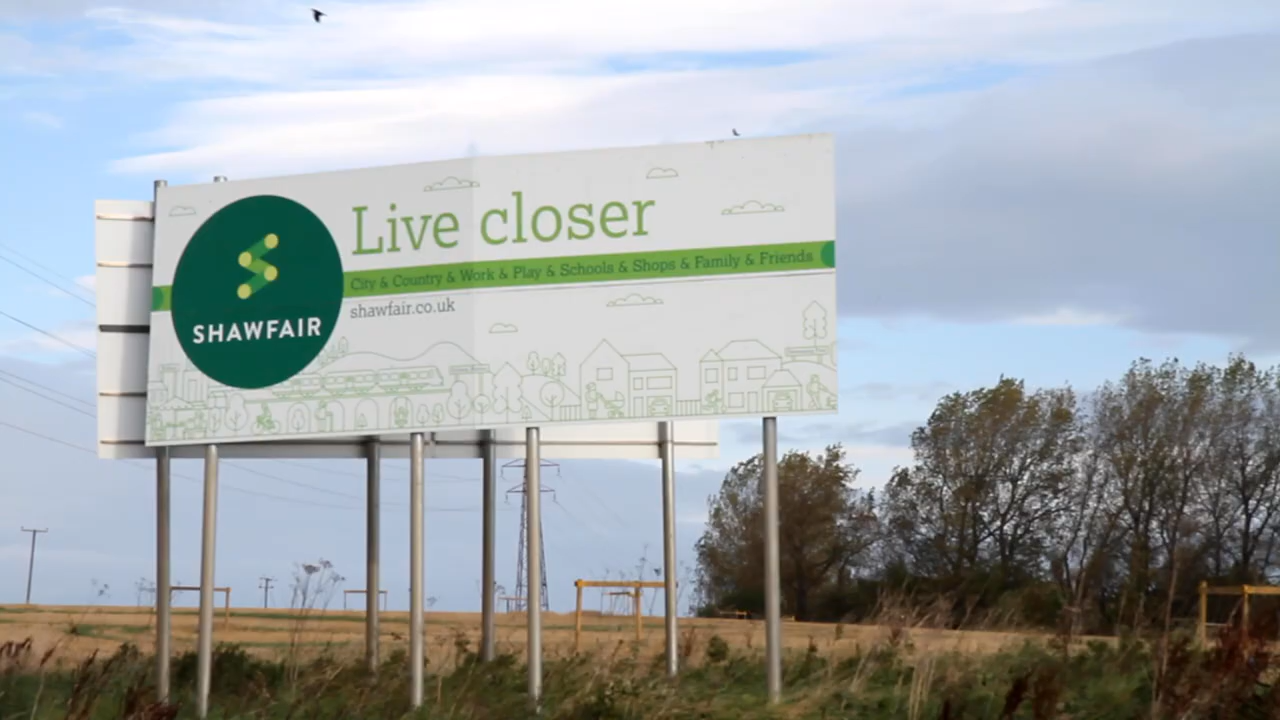 Live closer
City & Country & Work & Play & Schools & Shops & Family & Friends
shawfair.co.uk
SHAWFAIR